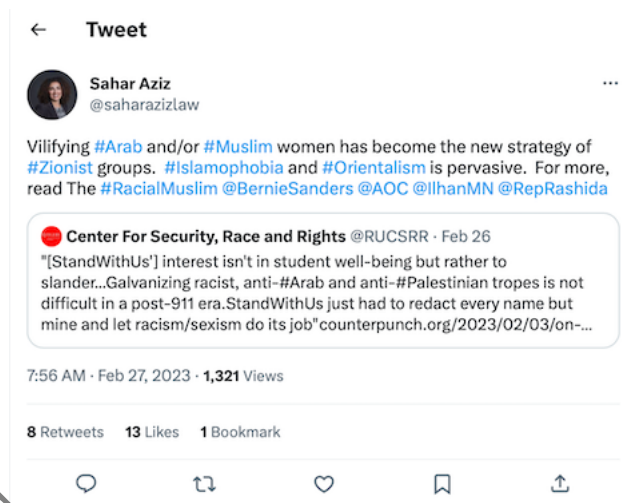 Tweet
Sahar Aziz
@saharazizlaw
Vilifying #Arab and/or #Muslim women has become the new strategy of
#Zionist groups.  #Islamophobia and #Orientalism is pervasive.  For more,
read The #RacialMuslim @BernieSanders @AOC @IlhanMN @RepRashida
Center For Security, Race and Rights @RUCSRR · Feb 26
"[StandWithUs'] interest isn't in student well-being but rather to
slander...Galvanizing racist, anti-#Arab and anti-#Palestinian tropes is not
difficult in a post-911 era.StandWithUs just had to redact every name but
mine and let racism/sexism do its job"counterpunch.org/2023/02/03/on-...
7:56 AM · Feb 27, 2023 · 1,321 Views
8 Retweets 13 Likes 1 Bookmark